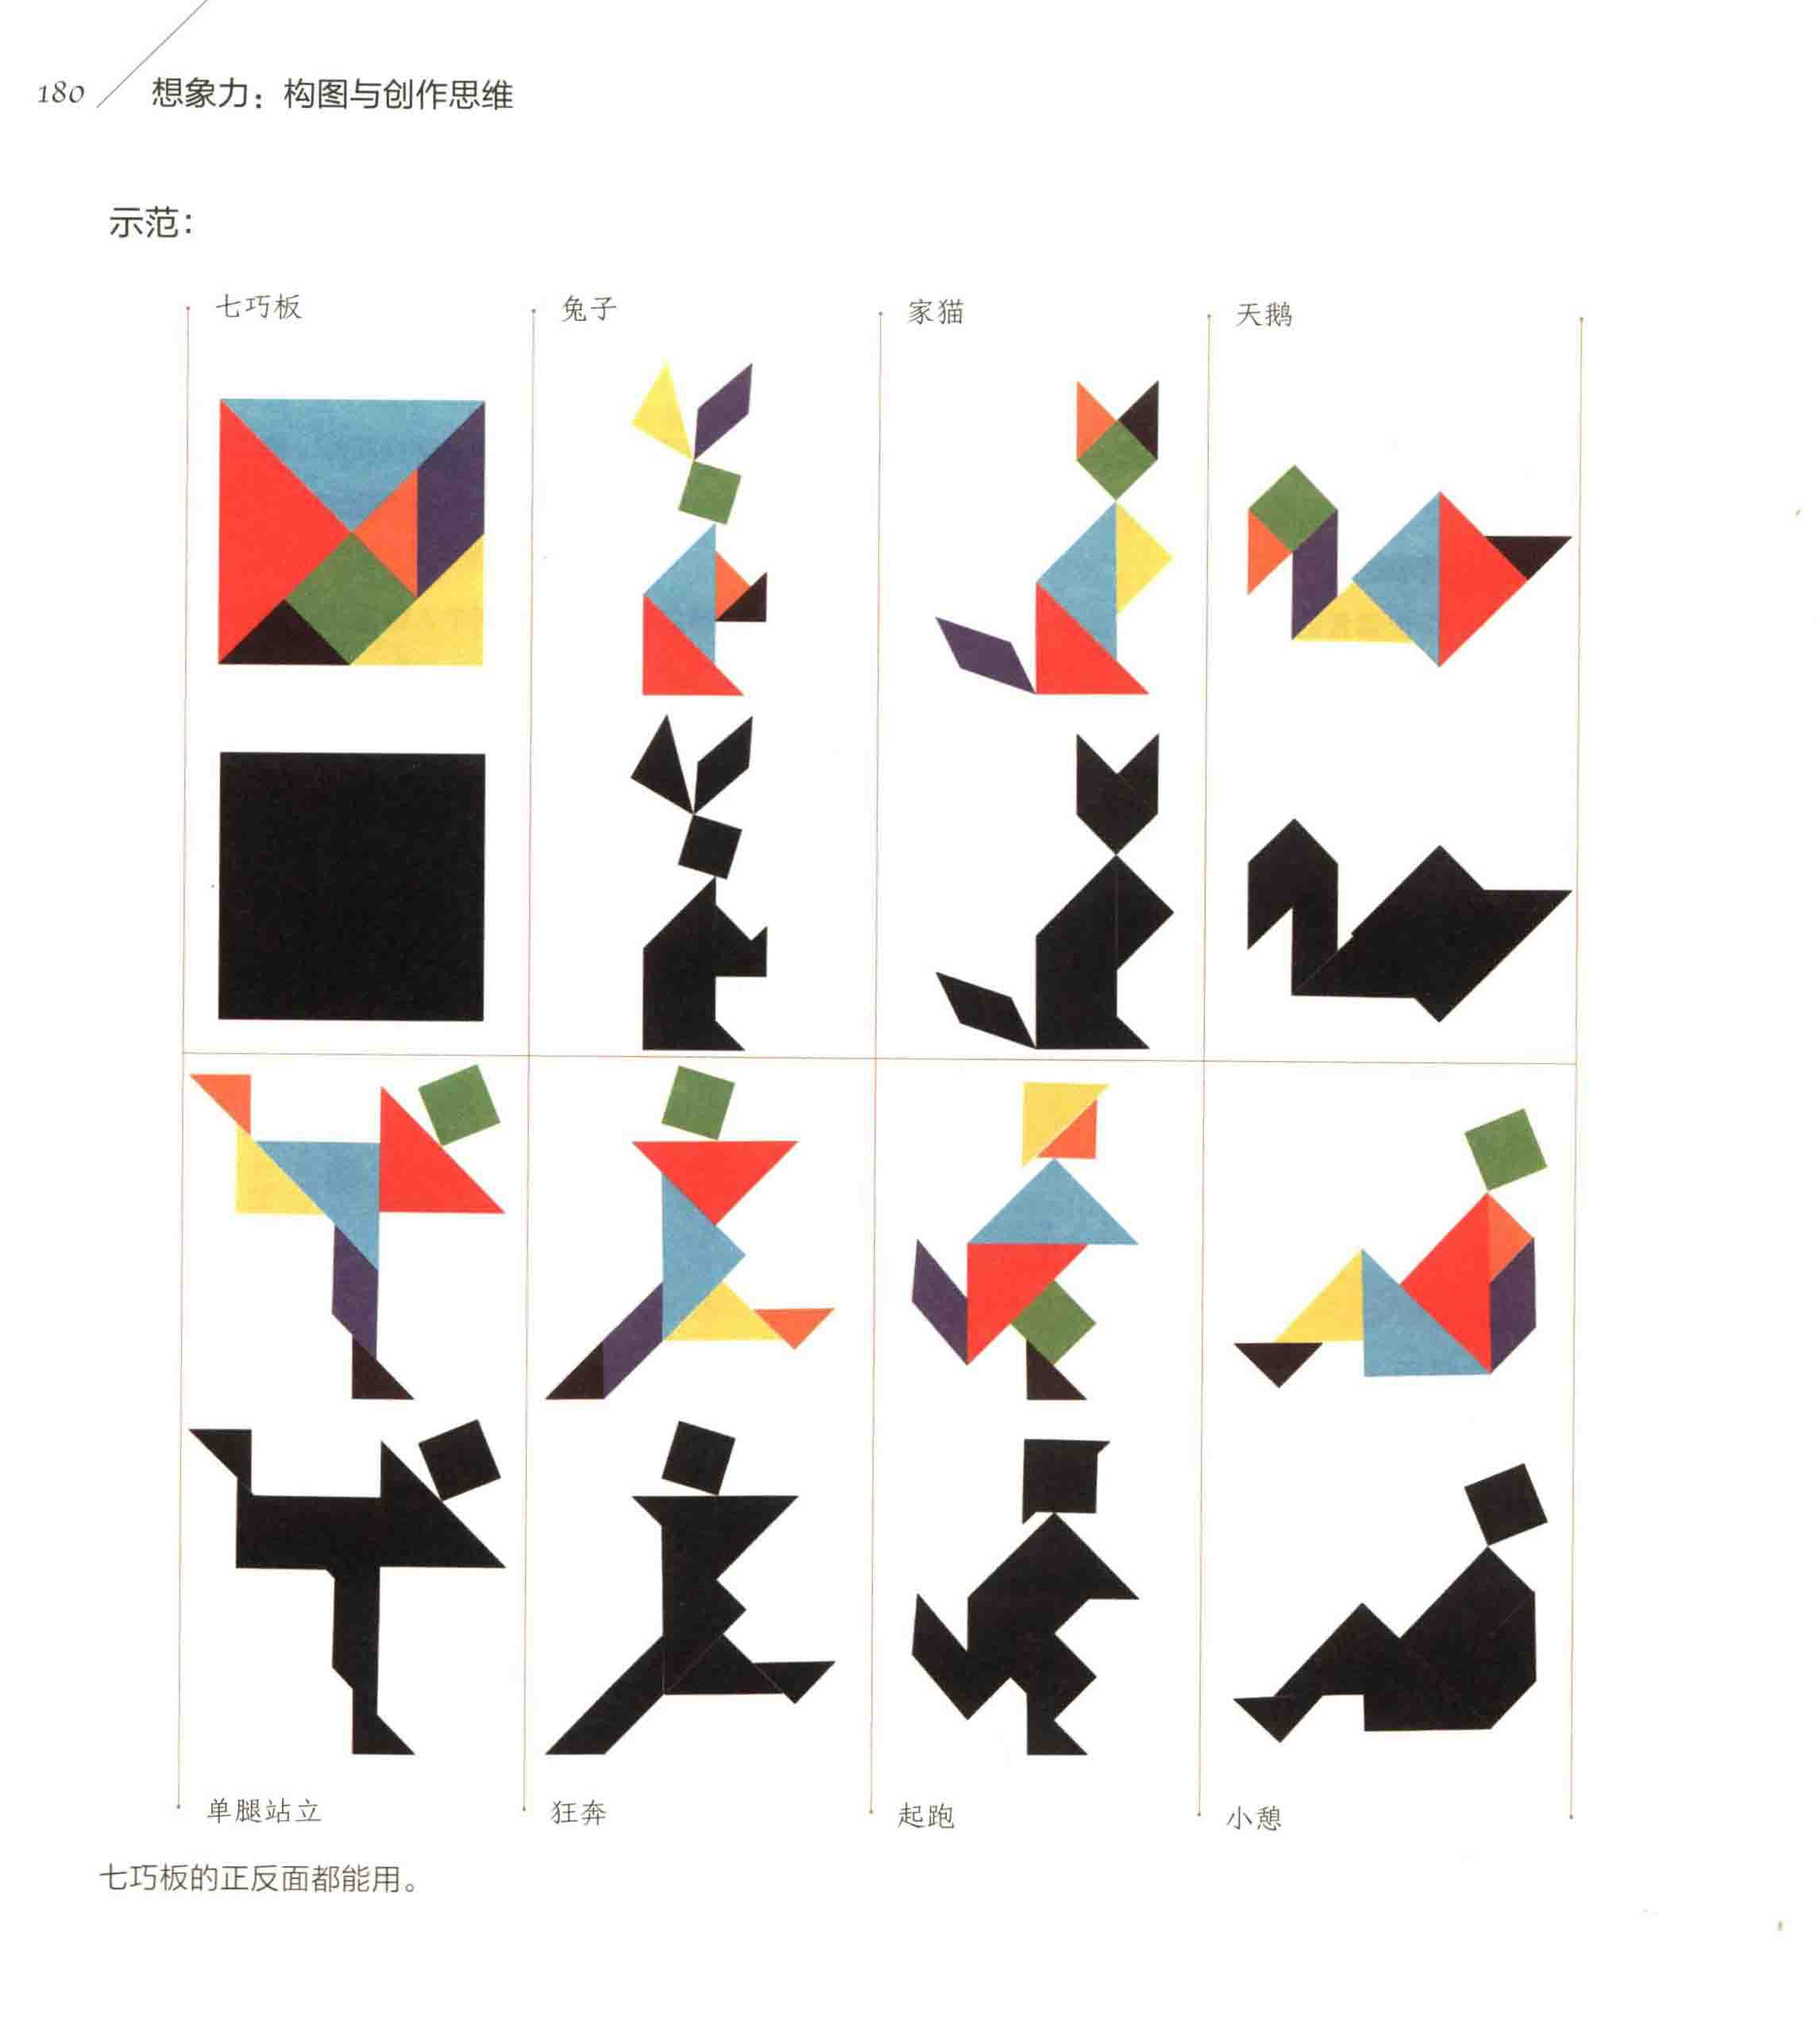 180
想象力：构图与创作思维
示范：
七巧板
兔子
家猫
天鹅
单腿站立
狂奔
起跑
小憩
七巧板的正反面都能用。